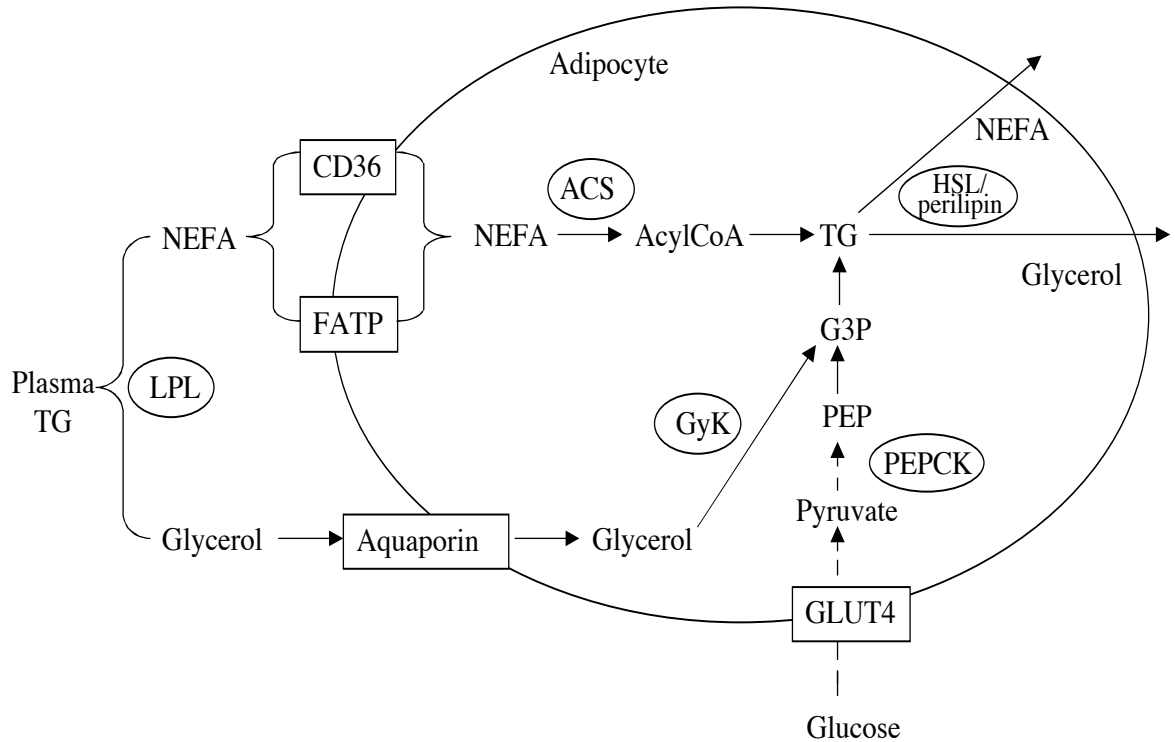 Adipocyte
NEFA
CD36
ACS
HSL/
perilipin
NEFA
NEFA
AcylCoA
TG
Glycerol
FATP
G3P
Plasma
TG
LPL
GyK
PEP
PEPCK
Pyruvate
Glycerol
Aquaporin
Glycerol
GLUT4
Glucose